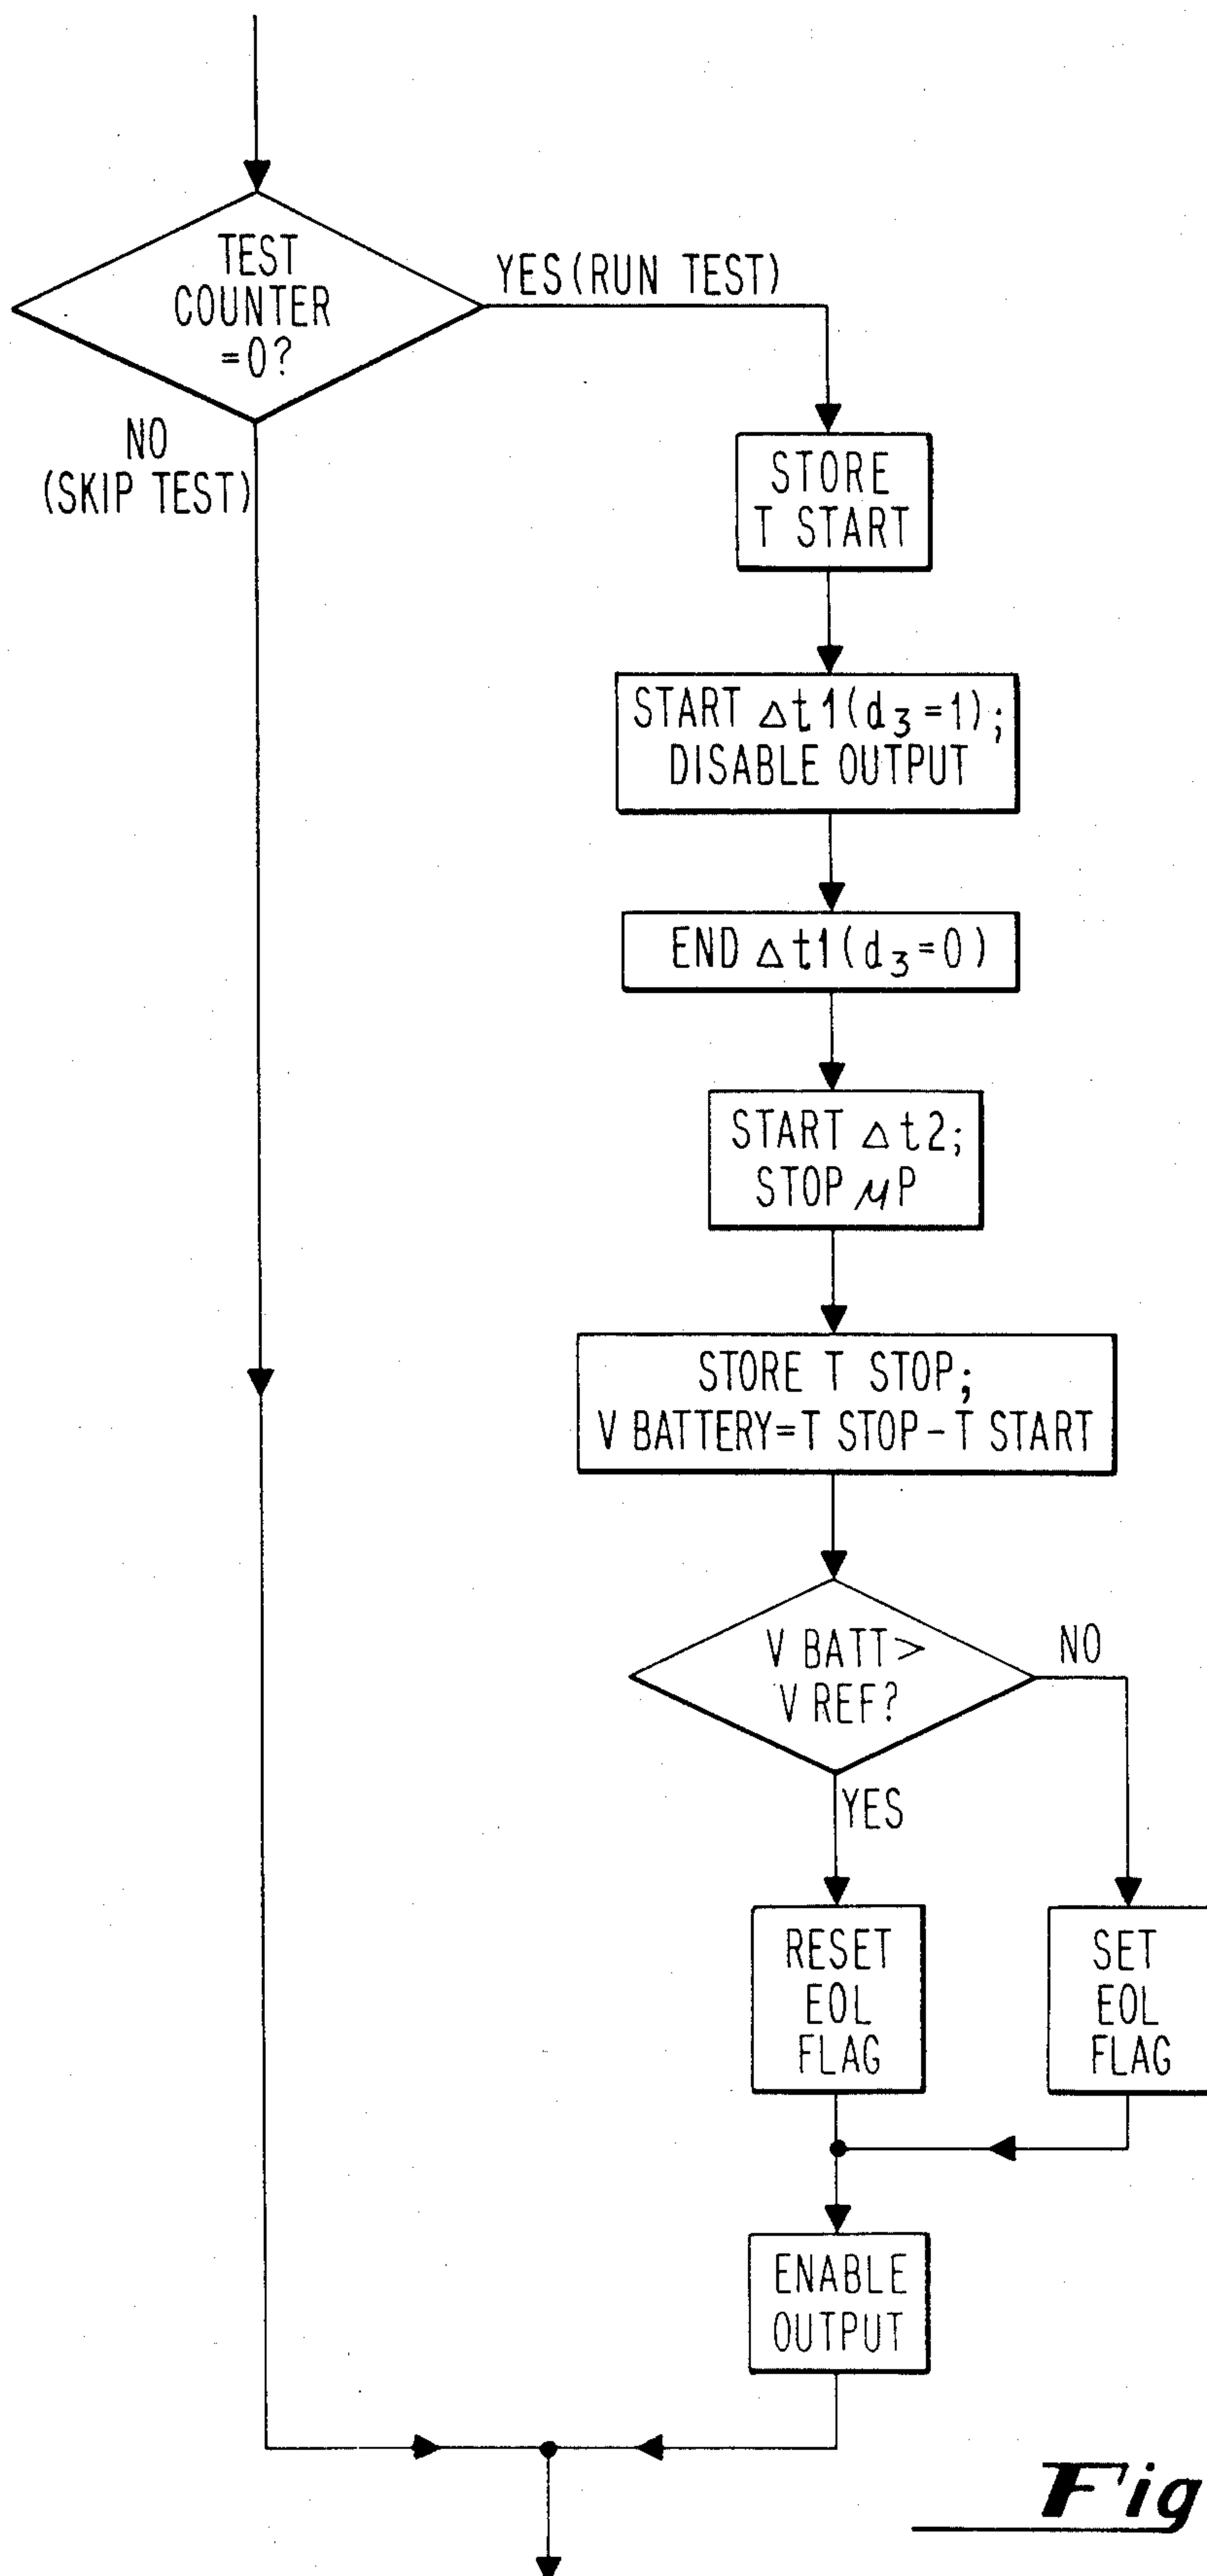 TEST
COUNTER
=0?
YES(RUN TEST)
NO
(SKIP TEST)
STORE
T START
START Δt1(d₃=1);
DISABLE OUTPUT
END Δt1(d₃=0)
START Δt2;
STOP μP
STORE T STOP;
V BATTERY=T STOP-T START
V BATT>
V REF?
NO
YES
RESET
EOL
FLAG
SET
EOL
FLAG
ENABLE
OUTPUT
Fig